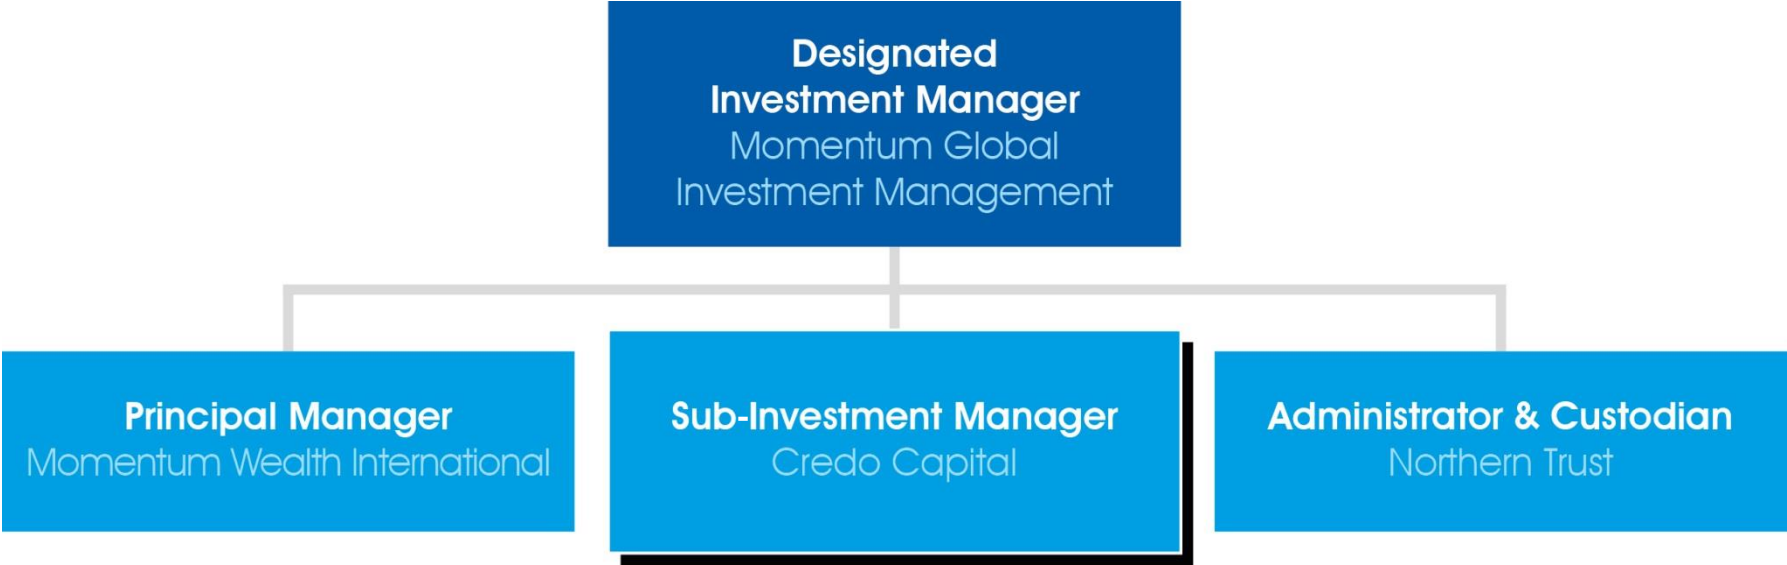 Designated
Investment Manager
Momentum Global
Investment Management
Principal Manager
Momentum Wealth International
Sub-Investment Manager
Credo Capital
Administrator & Custodian
Northern Trust